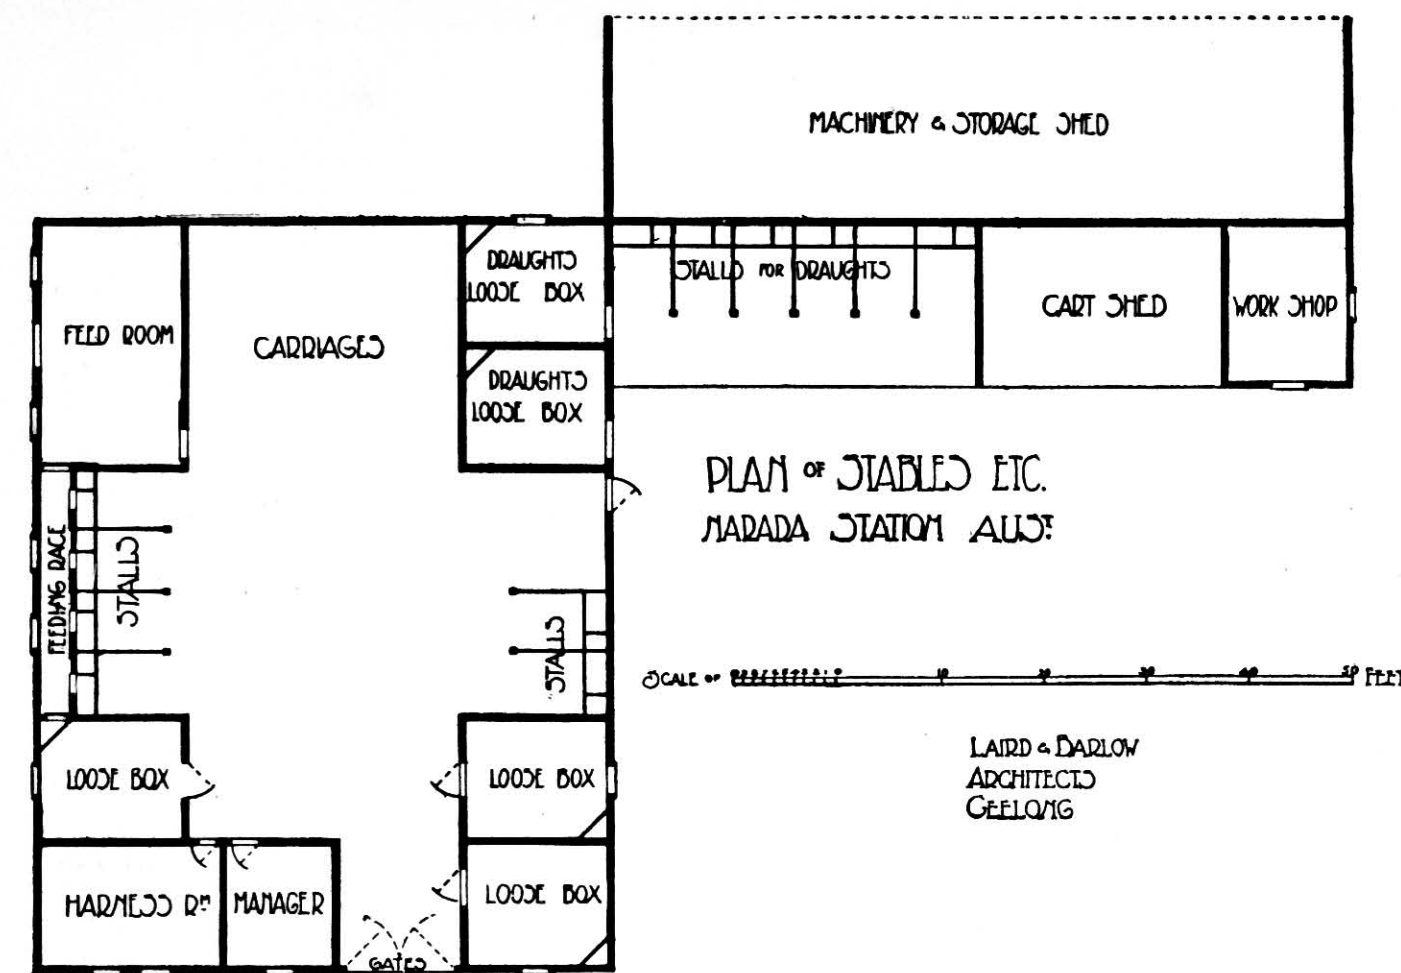 MACHINERY & STORAGE SHED
DRAUGHTS
LOOSE BOX
STALLS FOR DRAUGHTS
CART SHED
WORK SHOP
FEED ROOM
CARRIAGES
DRAUGHTS
LOOSE BOX
PLAN OF STABLES ETC.
NARADA STATION AUST.
FEEDING RACE
STALLS
STALLS
SCALE OF
10
20
30
40
50 FEET
LAIRD & BARLOW
ARCHITECTS
GEELONG
LOOSE BOX
LOOSE BOX
HARNESS RM
MANAGER
LOOSE BOX
GATES